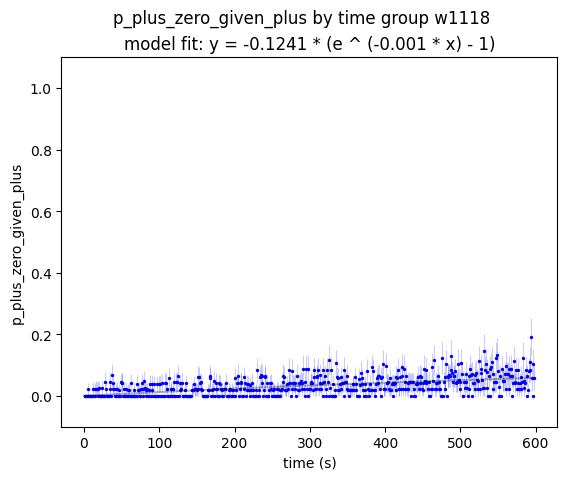 p_plus_zero_given_plus by time group w1118
model fit: y = -0.1241 * (e ^ (-0.001 * x) - 1)
1.0
0.8
0.6
0.4
0.2
0.0
p_plus_zero_given_plus
0 100 200 300 400 500 600
time (s)